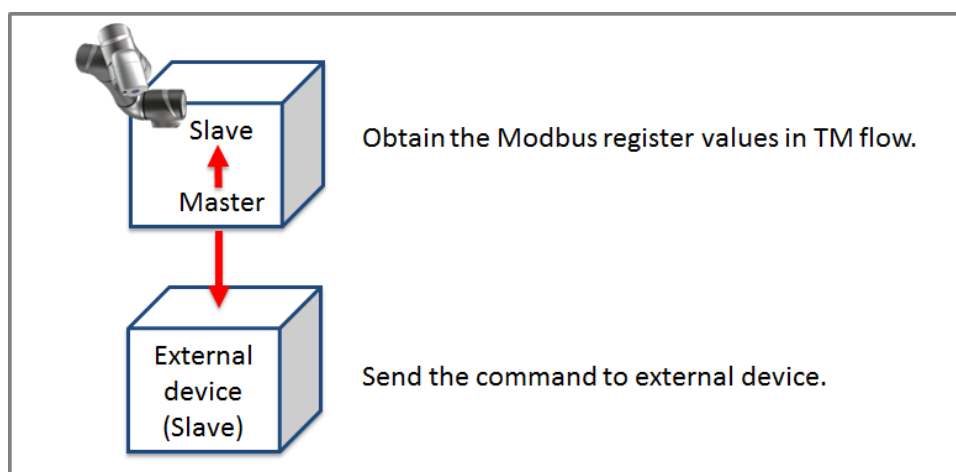 Slave
Obtain the Modbus register values in TM flow.
Master
External
device
(Slave)
Send the command to external device.